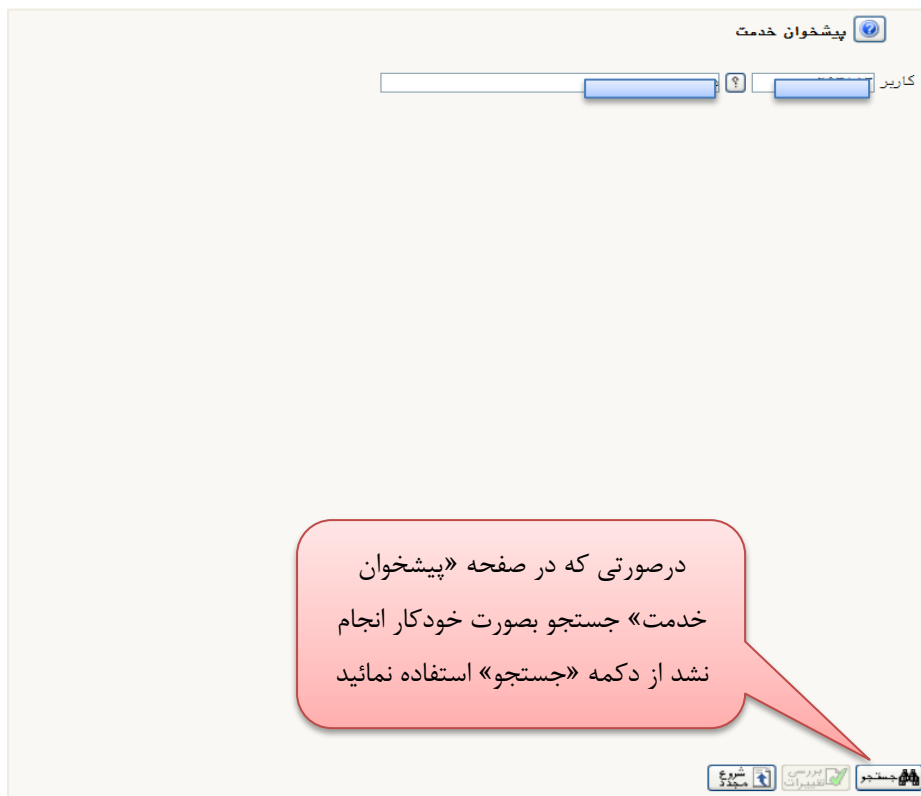 پیشخوان خدمت
کاربر
؟
درصورتی که در صفحه «پیشخوان
خدمت» جستجو بصورت خودکار انجام
نشد از دکمه «جستجو» استفاده نمائید
جستجو
بررسی
تغییرات
شروع
مجدد